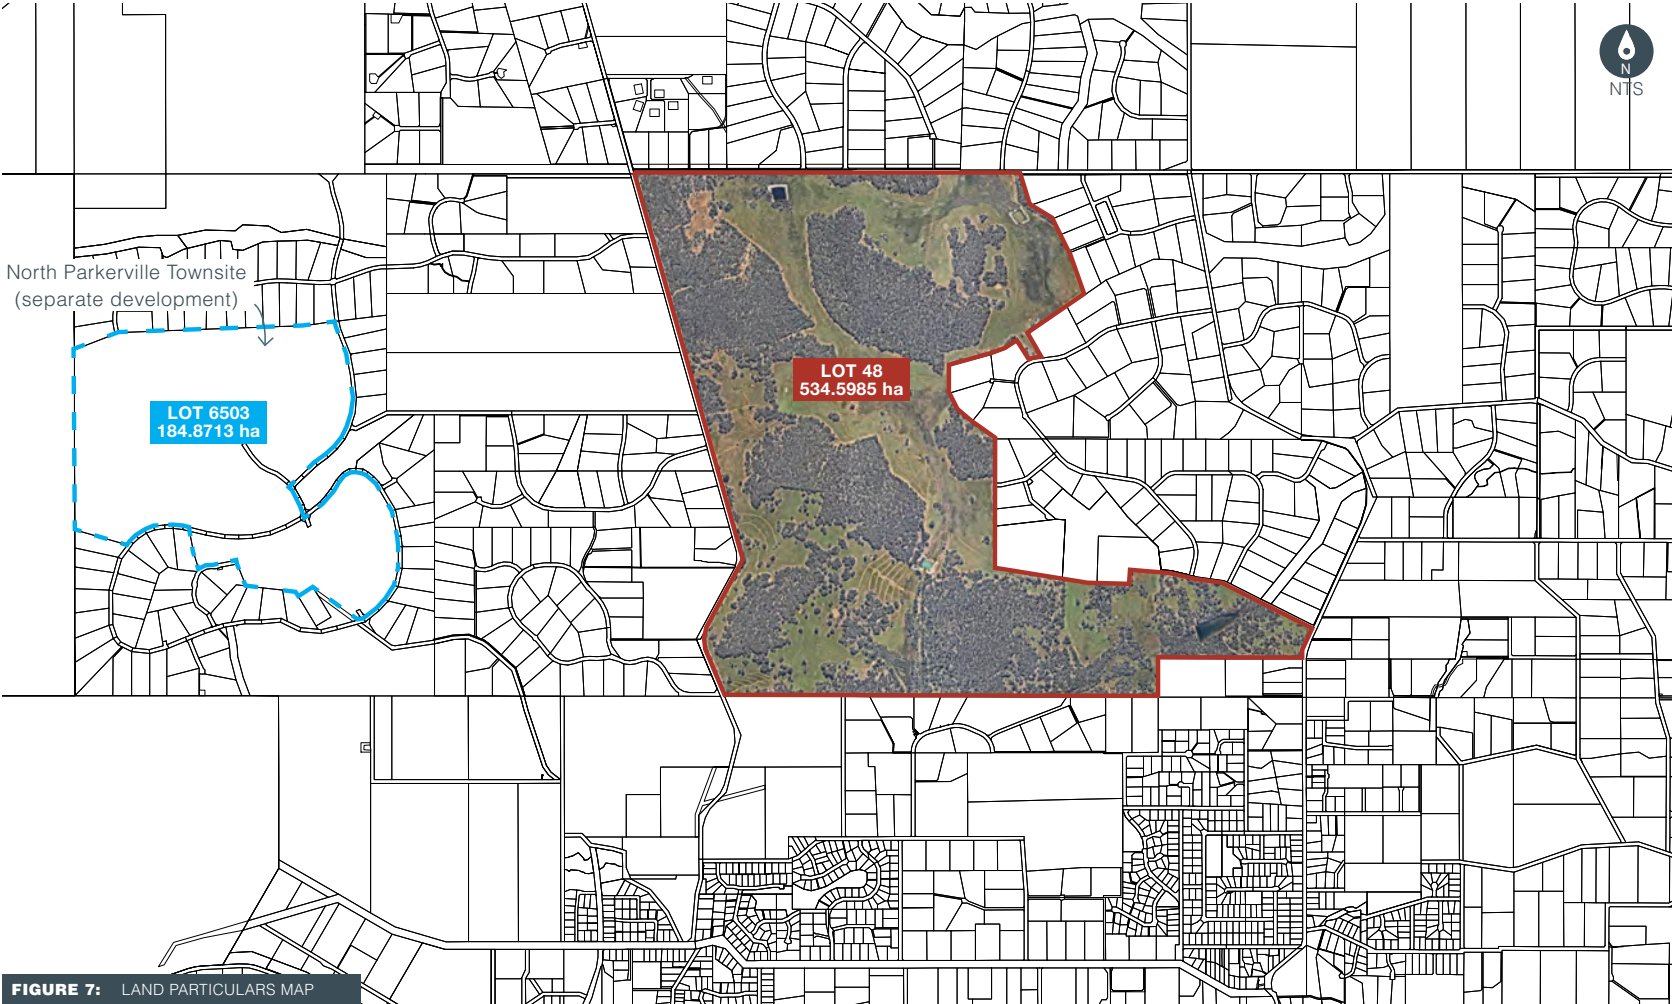 N
NTS
North Parkerville Townsite
(separate development)
LOT 48
534.5985 ha
LOT 6503
184.8713 ha
FIGURE 7: LAND PARTICULARS MAP